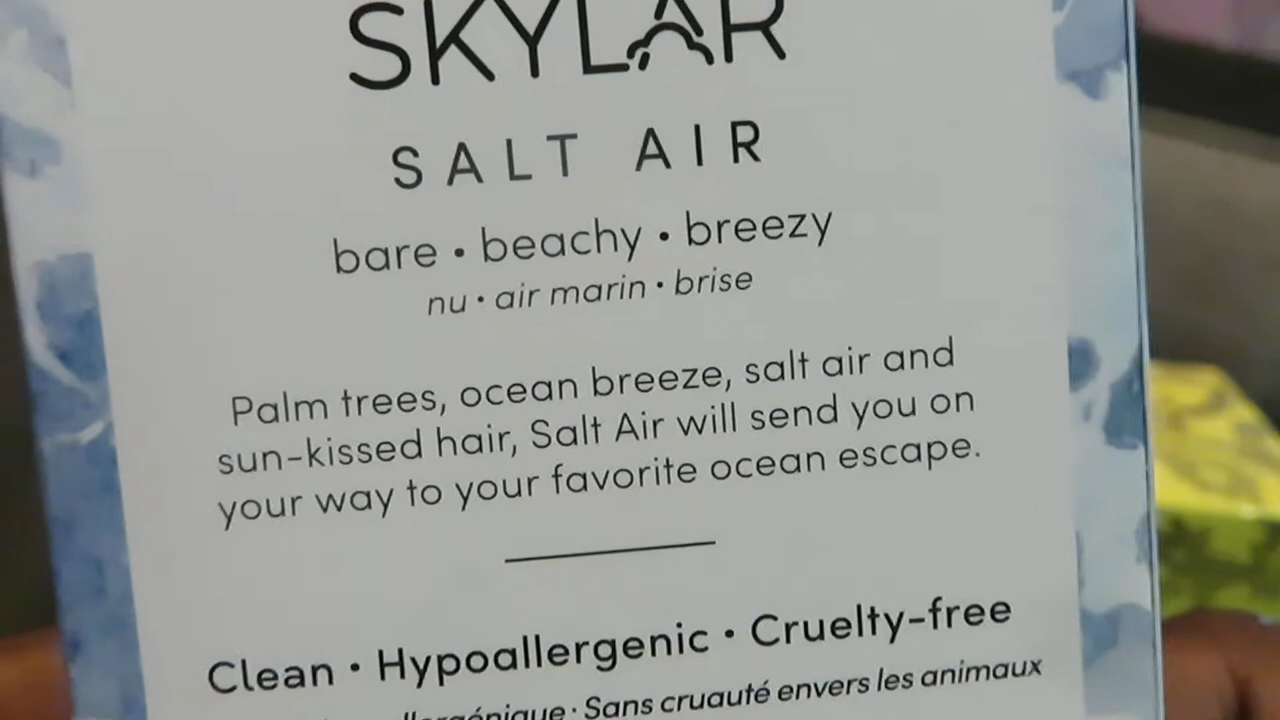 SKYLAR
SALT AIR
bare • beachy • breezy
nu • air marin • brise
Palm trees, ocean breeze, salt air and
sun-kissed hair, Salt Air will send you on
your way to your favorite ocean escape.
Clean • Hypoallergenic • Cruelty-free
• Sans cruauté envers les animaux